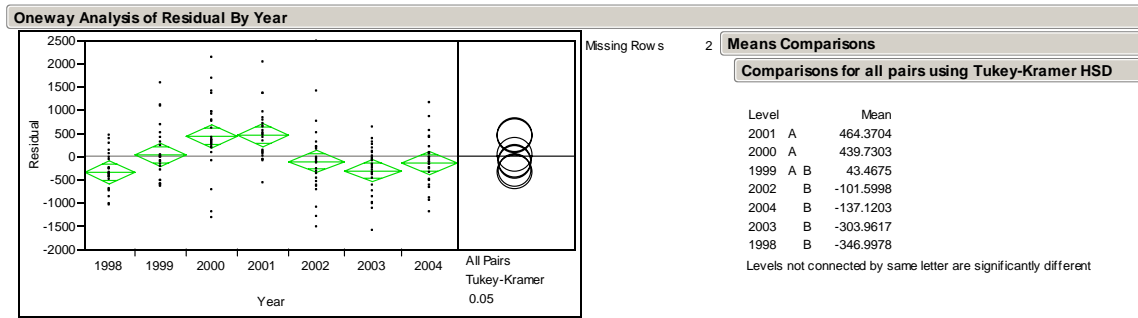 Oneway Analysis of Residual By Year
2500
2000
1500
1000
500
0
-500
-1000
-1500
-2000
Residual
1998 1999 2000 2001 2002 2003 2004
Year
All Pairs
Tukey-Kramer
0.05
Missing Rows 2
Means Comparisons
Comparisons for all pairs using Tukey-Kramer HSD
Level Mean
2001 A 464.3704
2000 A 439.7303
1999 A B 43.4675
2002 B -101.5998
2004 B -137.1203
2003 B -303.9617
1998 B -346.9978
Levels not connected by same letter are significantly different